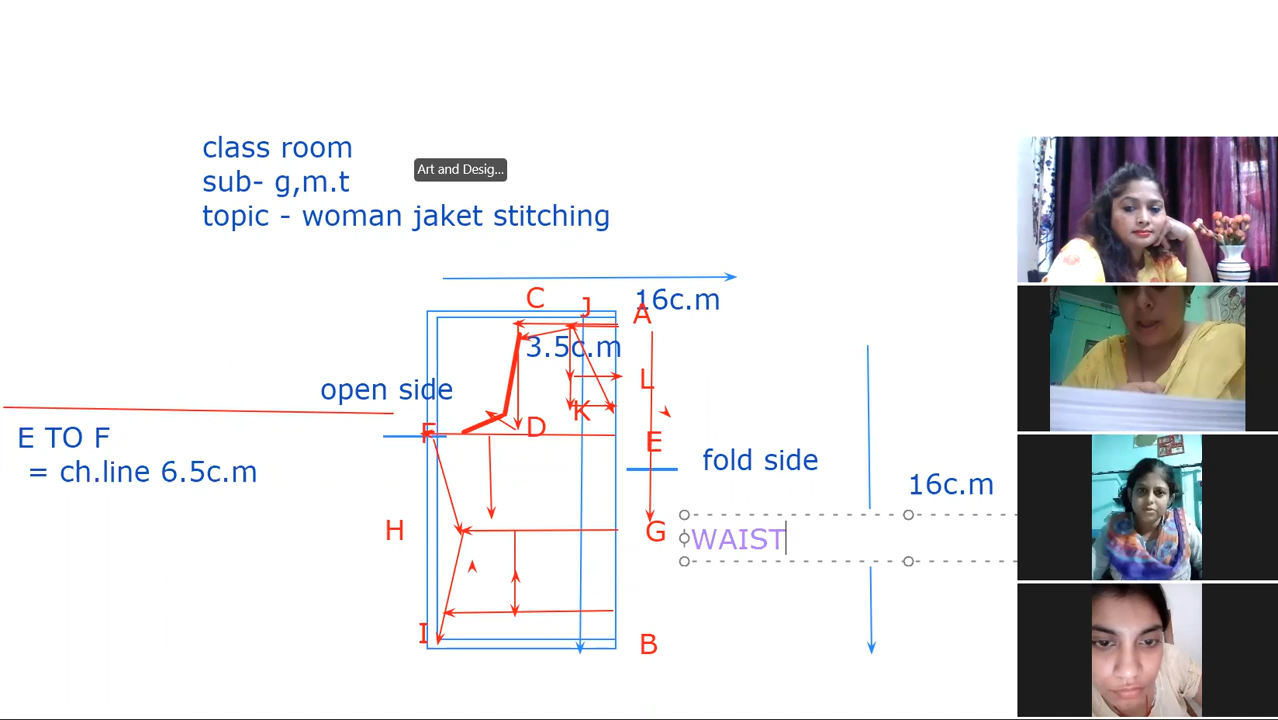 class room
Art and Desig...
sub- g,m.t
topic - woman jaket stitching
16c.m
C
J
A
3.5c.m
open side
L
K
F
D
E
E TO F
= ch.line 6.5c.m
fold side
16c.m
H
G
WAIST
I
B